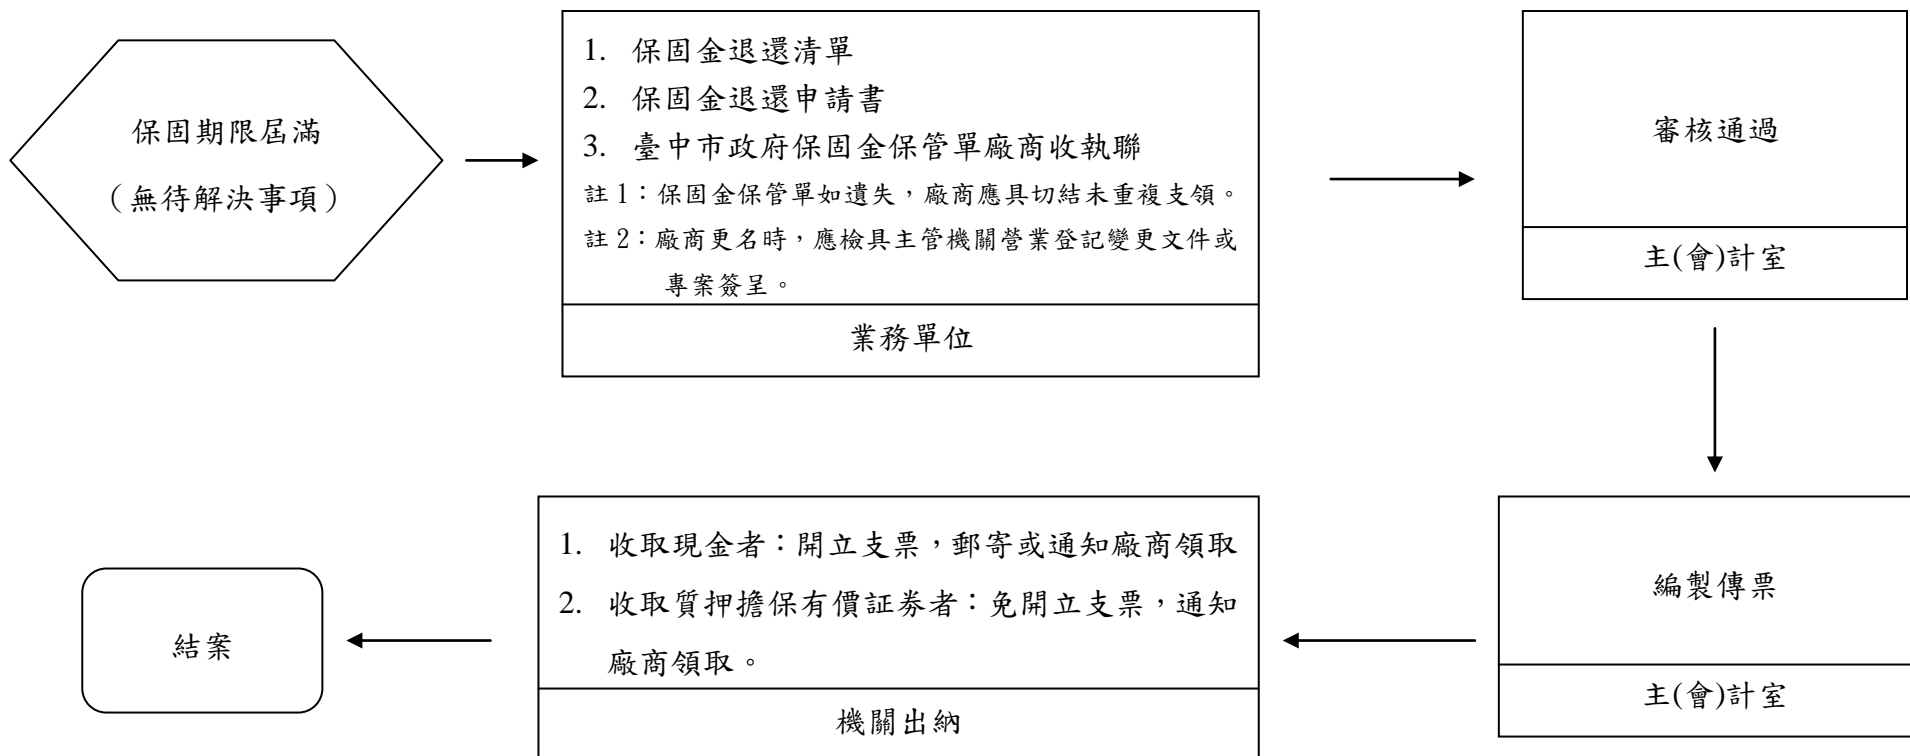 保固期限屆滿
（無待解決事項）
1. 保固金退還清單
2. 保固金退還申請書
3. 臺中市政府保固金保管單廠商收執聯
註1：保固金保管單如遺失，廠商應具切結未重複支領。
註2：廠商更名時，應檢具主管機關營業登記變更文件或
專案簽呈。
業務單位
審核通過
主(會)計室
編製傳票
主(會)計室
1. 收取現金者：開立支票，郵寄或通知廠商領取
2. 收取質押擔保有價証券者：免開立支票，通知
廠商領取。
機關出納
結案